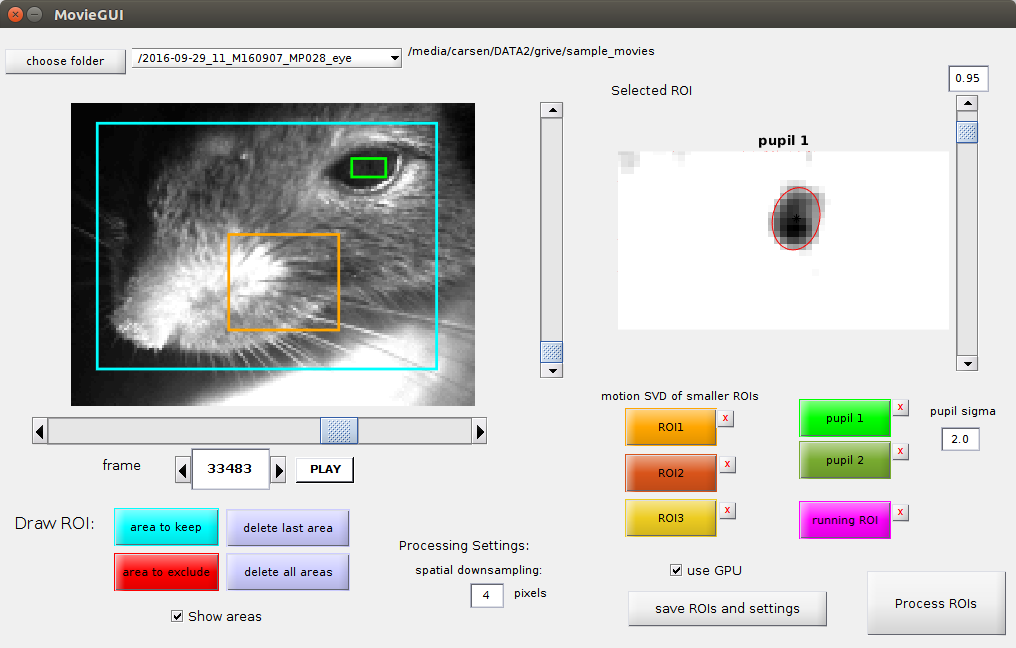 MovieGUI
choose folder
/2016-09-29_11_M160907_MP028_eye
/media/carsen/DATA2/grive/sample_movies
Selected ROI
0.95
pupil 1
frame
33483
PLAY
motion SVD of smaller ROIs
ROI1
x
ROI2
x
ROI3
x
pupil 1
x
pupil 2
x
running ROI
x
pupil sigma
2.0
Draw ROI:
area to keep
delete last area
area to exclude
delete all areas
Show areas
Processing Settings:
spatial downsampling:
4 pixels
use GPU
save ROIs and settings
Process ROIs